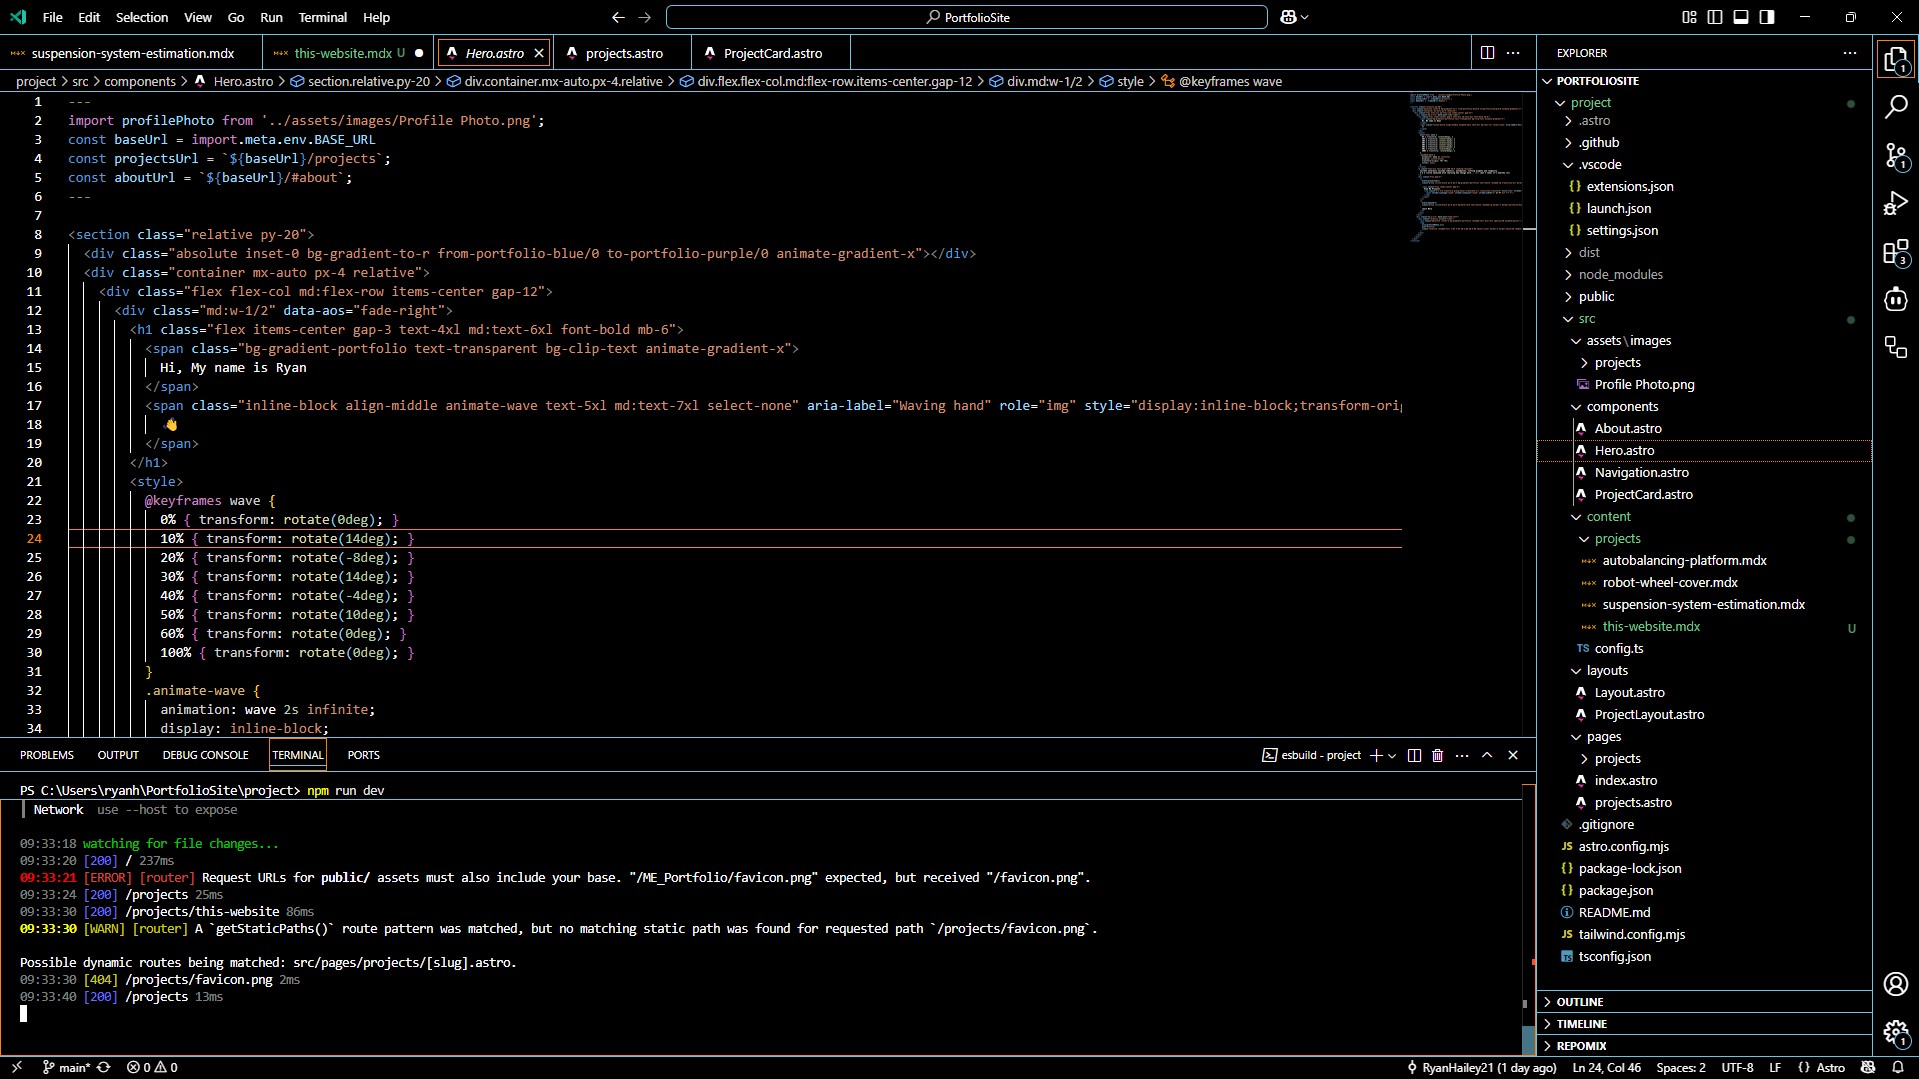 File Edit Selection View Go Run Terminal Help
PortfolioSite
suspension-system-estimation.mdx
this-website.mdx U
Hero.astro
projects.astro
ProjectCard.astro
project > src > components > Hero.astro > section.relative.py-20 > div.container.mx-auto.px-4.relative > div.flex.flex-col.md:flex-row.items-center.gap-12 > div.md:w-1/2 > style > @keyframes wave
1 ---
2 import profilePhoto from '../assets/images/Profile Photo.png';
3 const baseUrl = import.meta.env.BASE_URL
4 const projectsUrl = `${baseUrl}/projects`;
5 const aboutUrl = `${baseUrl}/#about`;
6 ---
7
8 <section class="relative py-20">
9 <div class="absolute inset-0 bg-gradient-to-r from-portfolio-blue/0 to-portfolio-purple/0 animate-gradient-x"></div>
10 <div class="container mx-auto px-4 relative">
11 <div class="flex flex-col md:flex-row items-center gap-12">
12 <div class="md:w-1/2" data-aos="fade-right">
13 <h1 class="flex items-center gap-3 text-4xl md:text-6xl font-bold mb-6">
14 <span class="bg-gradient-portfolio text-transparent bg-clip-text animate-gradient-x">
15 Hi, My name is Ryan
16 </span>
17 <span class="inline-block align-middle animate-wave text-5xl md:text-7xl select-none" aria-label="Waving hand" role="img" style="display:inline-block;transform-ori
18 👋
19 </span>
20 </h1>
21 <style>
22 @keyframes wave {
23 0% { transform: rotate(0deg); }
24 10% { transform: rotate(14deg); }
25 20% { transform: rotate(-8deg); }
26 30% { transform: rotate(14deg); }
27 40% { transform: rotate(-4deg); }
28 50% { transform: rotate(10deg); }
29 60% { transform: rotate(0deg); }
30 100% { transform: rotate(0deg); }
31 }
32 .animate-wave {
33 animation: wave 2s infinite;
34 display: inline-block;
PROBLEMS OUTPUT DEBUG CONSOLE TERMINAL PORTS
esbuild - project
PS C:\Users\ryanh\PortfolioSite\project> npm run dev
Network use --host to expose
09:33:18 watching for file changes...
09:33:20 [200] / 237ms
09:33:21 [ERROR] [router] Request URLs for public/ assets must also include your base. "/ME_Portfolio/favicon.png" expected, but received "/favicon.png".
09:33:24 [200] /projects 25ms
09:33:30 [200] /projects/this-website 86ms
09:33:30 [WARN] [router] A `getStaticPaths()` route pattern was matched, but no matching static path was found for requested path `/projects/favicon.png`.
Possible dynamic routes being matched: src/pages/projects/[slug].astro.
09:33:30 [404] /projects/favicon.png 2ms
09:33:40 [200] /projects 13ms
EXPLORER
PORTFOLIOSITE
project
.astro
.github
.vscode
{} extensions.json
{} launch.json
{} settings.json
dist
node_modules
public
src
assets\images
projects
Profile Photo.png
components
About.astro
Hero.astro
Navigation.astro
ProjectCard.astro
content
projects
autobalancing-platform.mdx
robot-wheel-cover.mdx
suspension-system-estimation.mdx
this-website.mdx U
TS config.ts
layouts
Layout.astro
ProjectLayout.astro
pages
projects
index.astro
projects.astro
.gitignore
JS astro.config.mjs
{} package-lock.json
{} package.json
README.md
JS tailwind.config.mjs
tsconfig.json
OUTLINE
TIMELINE
REPOMIX
1
1
3
1
main* 0 0
RyanHailey21 (1 day ago) Ln 24, Col 46 Spaces: 2 UTF-8 LF {} Astro